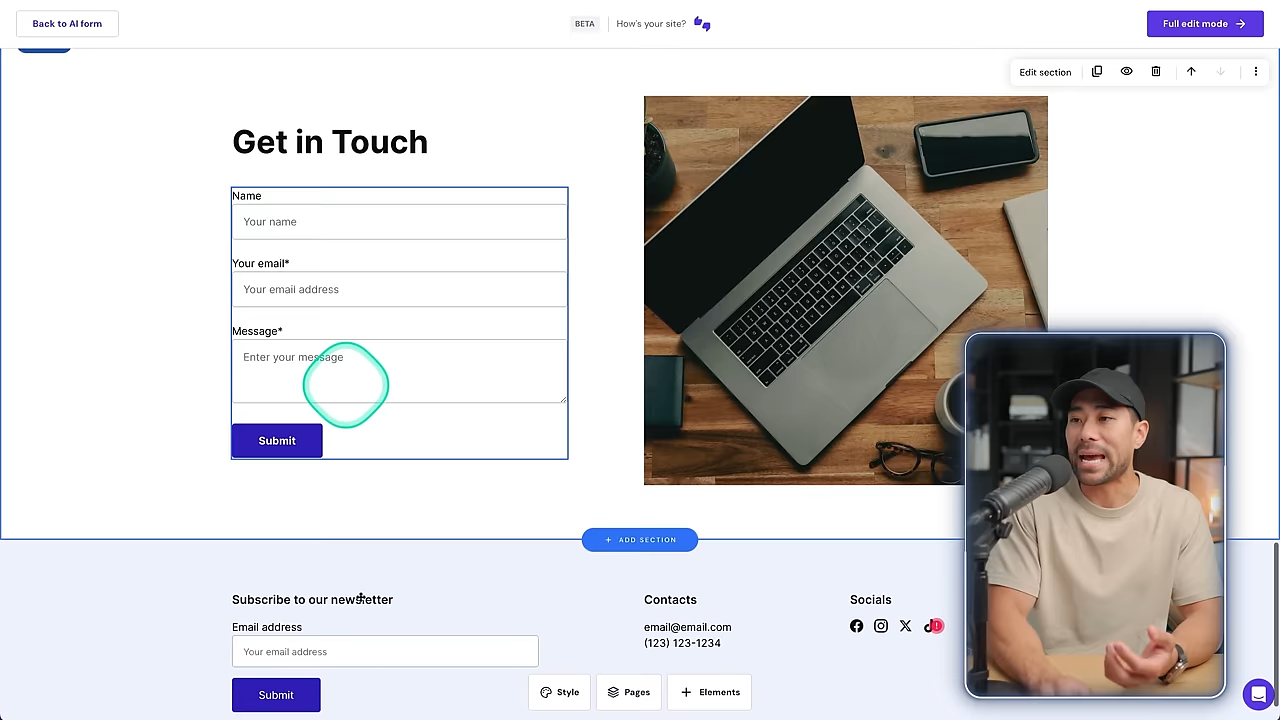 Back to AI form
BETA
How's your site?
Full edit mode
Edit section
Get in Touch
Name
Your name
Your email*
Your email address
Message*
Enter your message
Submit
+ ADD SECTION
Subscribe to our newsletter
Contacts
Socials
Email address
email@email.com
Your email address
(123) 123-1234
Submit
Style
Pages
Elements